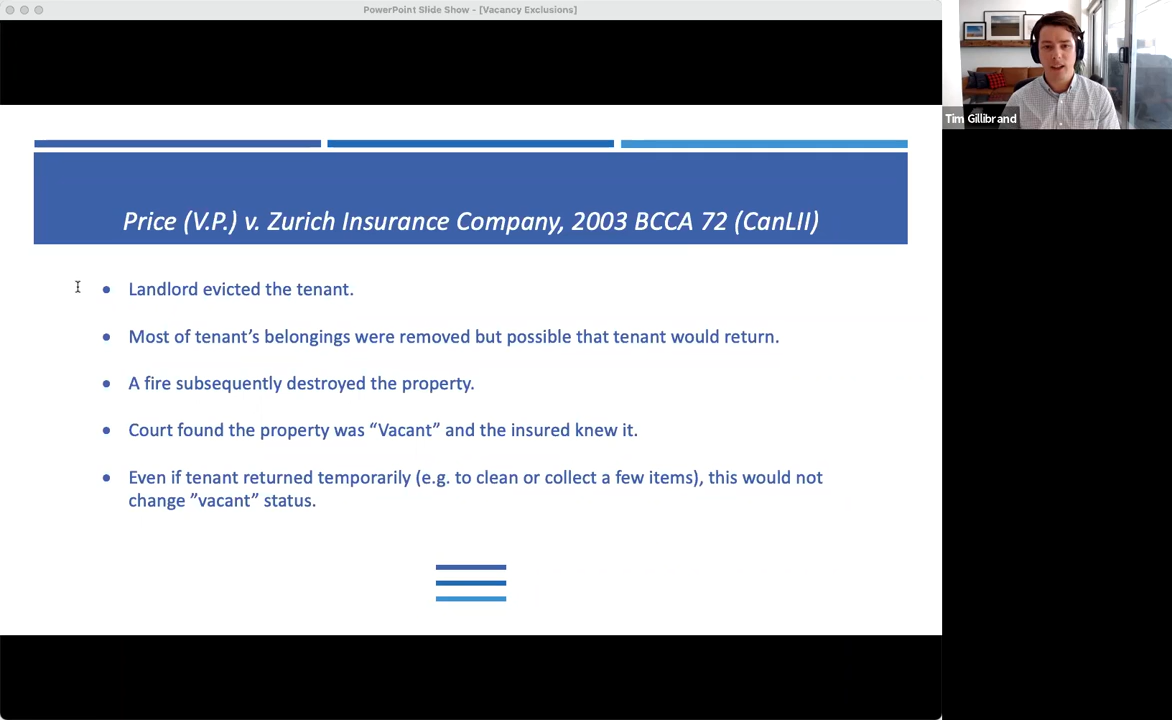 PowerPoint Slide Show - [Vacancy Exclusions]
Tim Gillibrand
Price (V.P.) v. Zurich Insurance Company, 2003 BCCA 72 (CanLII)
• Landlord evicted the tenant.
• Most of tenant’s belongings were removed but possible that tenant would return.
• A fire subsequently destroyed the property.
• Court found the property was “Vacant” and the insured knew it.
• Even if tenant returned temporarily (e.g. to clean or collect a few items), this would not
change ”vacant” status.